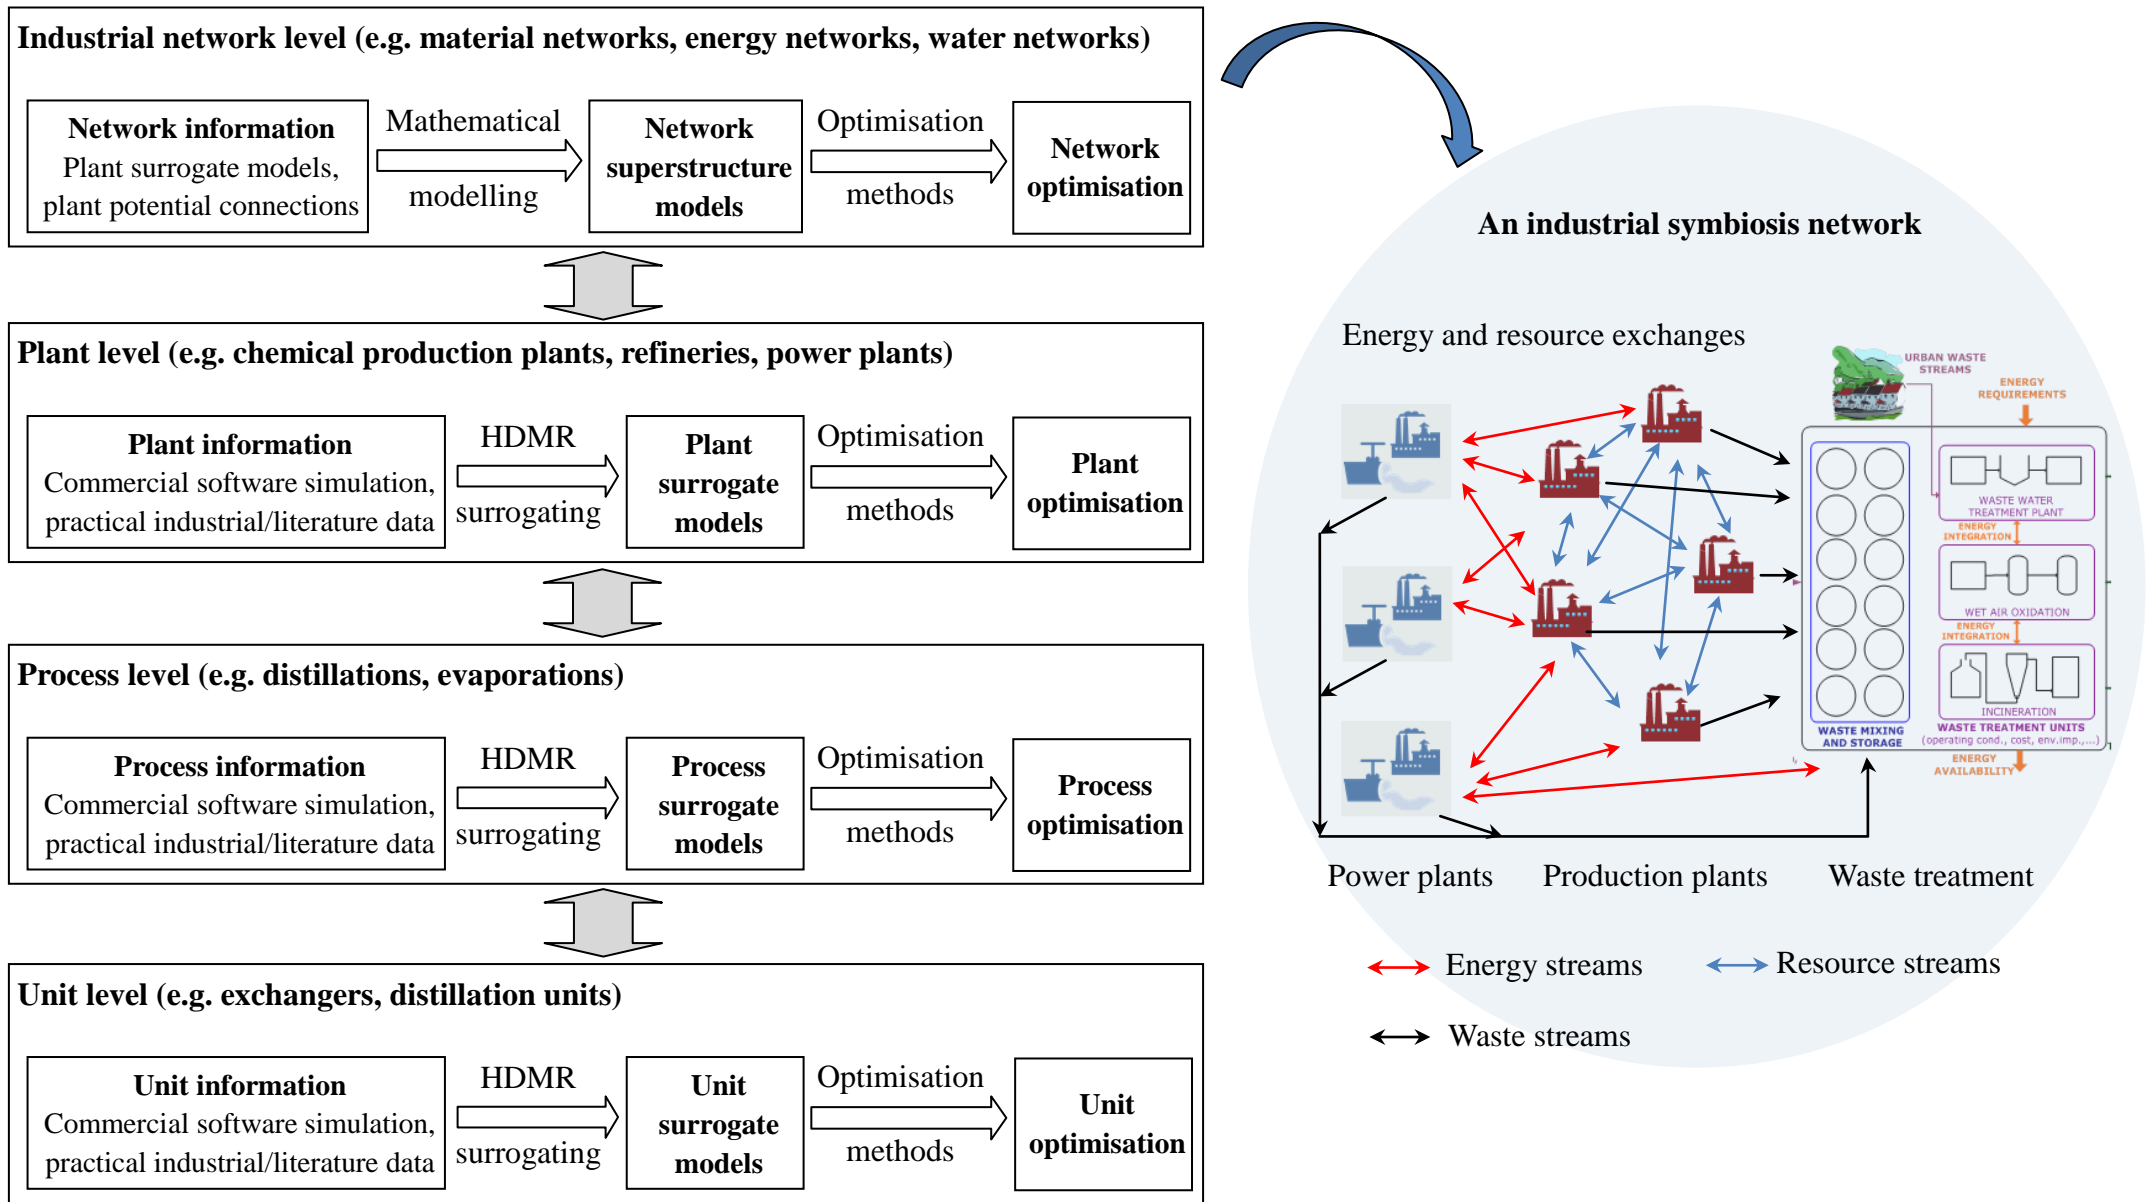 Industrial network level (e.g. material networks, energy networks, water networks)
Network information
Plant surrogate models,
plant potential connections
Mathematical
modelling
Network
superstructure
models
Optimisation
methods
Network
optimisation
Plant level (e.g. chemical production plants, refineries, power plants)
Plant information
Commercial software simulation,
practical industrial/literature data
HDMR
surrogating
Plant
surrogate
models
Optimisation
methods
Plant
optimisation
Process level (e.g. distillations, evaporations)
Process information
Commercial software simulation,
practical industrial/literature data
HDMR
surrogating
Process
surrogate
models
Optimisation
methods
Process
optimisation
Unit level (e.g. exchangers, distillation units)
Unit information
Commercial software simulation,
practical industrial/literature data
HDMR
surrogating
Unit
surrogate
models
Optimisation
methods
Unit
optimisation
An industrial symbiosis network
Energy and resource exchanges
URBAN WASTE
STREAMS
ENERGY
REQUIREMENTS
WASTE WATER
TREATMENT PLANT
ENERGY
INTEGRATION
WET AIR OXIDATION
ENERGY
INTEGRATION
INCINERATION
WASTE MIXING
AND STORAGE
WASTE TREATMENT UNITS
(operating cond., cost, env.imp.,...)
ENERGY
AVAILABILITY
Power plants
Production plants
Waste treatment
Energy streams
Resource streams
Waste streams